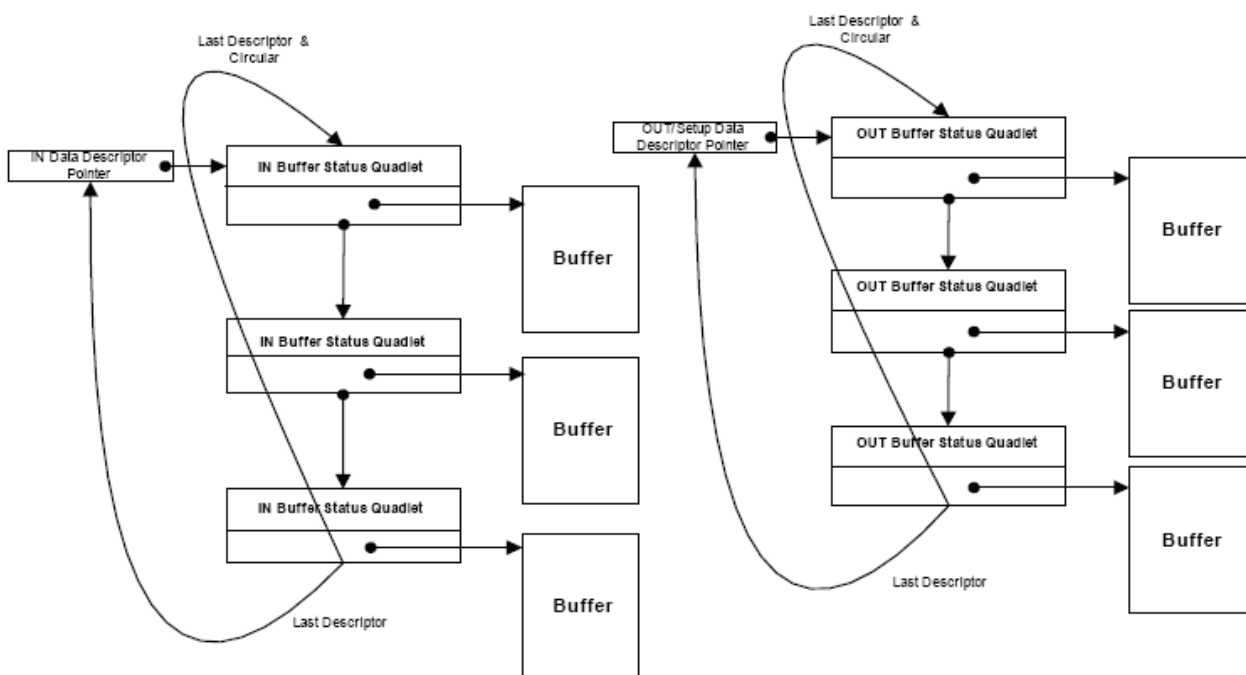 Last Descriptor &
Circular
IN Data Descriptor
Pointer
IN Buffer Status Quadlet
Buffer
IN Buffer Status Quadlet
Buffer
IN Buffer Status Quadlet
Buffer
Last Descriptor
Last Descriptor &
Circular
OUT/Setup Data
Descriptor Pointer
OUT Buffer Status Quadlet
Buffer
OUT Buffer Status Quadlet
Buffer
OUT Buffer Status Quadlet
Buffer
Last Descriptor